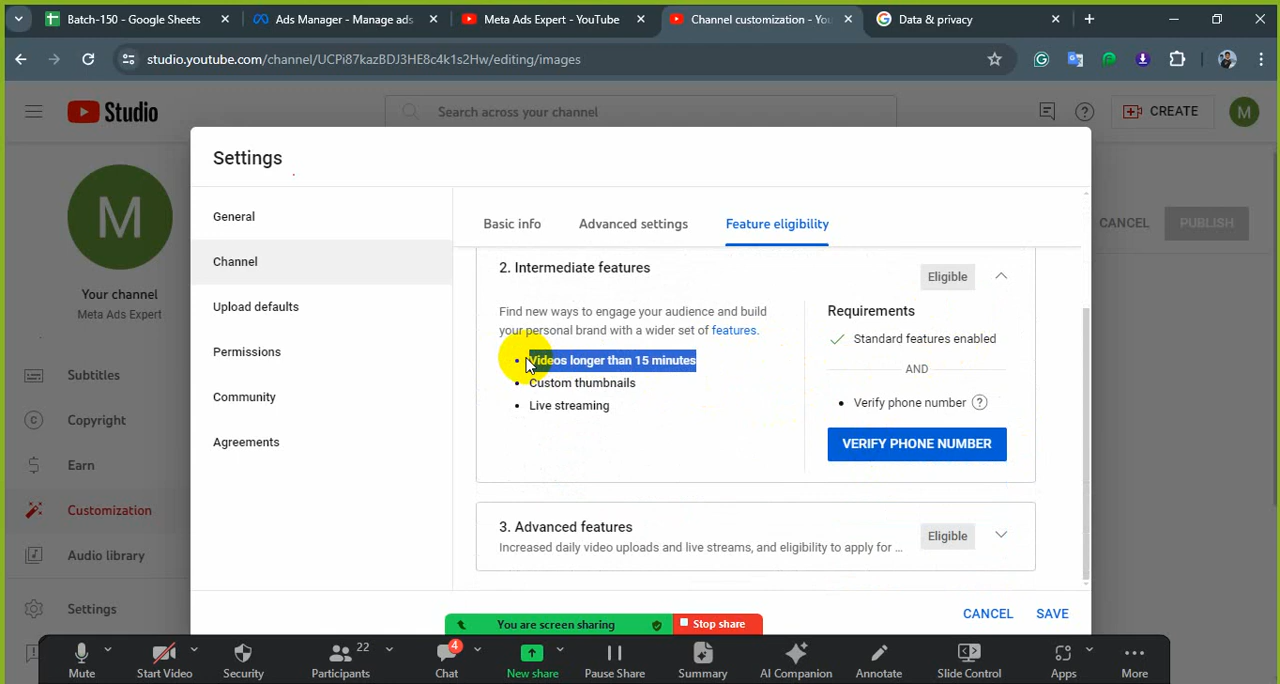 Batch-150 - Google Sheets
Ads Manager - Manage ads
Meta Ads Expert - YouTube
Channel customization - You
Data & privacy
studio.youtube.com/channel/UCPi87kazBDJ3HE8c4k1s2Hw/editing/images
Studio
Search across your channel
CREATE
M
M
Your channel
Meta Ads Expert
Subtitles
Copyright
Earn
Customization
Audio library
Settings
CANCEL
PUBLISH
Settings
General
Channel
Upload defaults
Permissions
Community
Agreements
Basic info
Advanced settings
Feature eligibility
2. Intermediate features
Eligible
Find new ways to engage your audience and build
your personal brand with a wider set of features.
• Videos longer than 15 minutes
• Custom thumbnails
• Live streaming
Requirements
Standard features enabled
AND
• Verify phone number ?
VERIFY PHONE NUMBER
3. Advanced features
Increased daily video uploads and live streams, and eligibility to apply for ...
Eligible
CANCEL
SAVE
You are screen sharing
Stop share
Mute
Start Video
Security
Participants
22
Chat
4
New share
Pause Share
Summary
AI Companion
Annotate
Slide Control
Apps
More